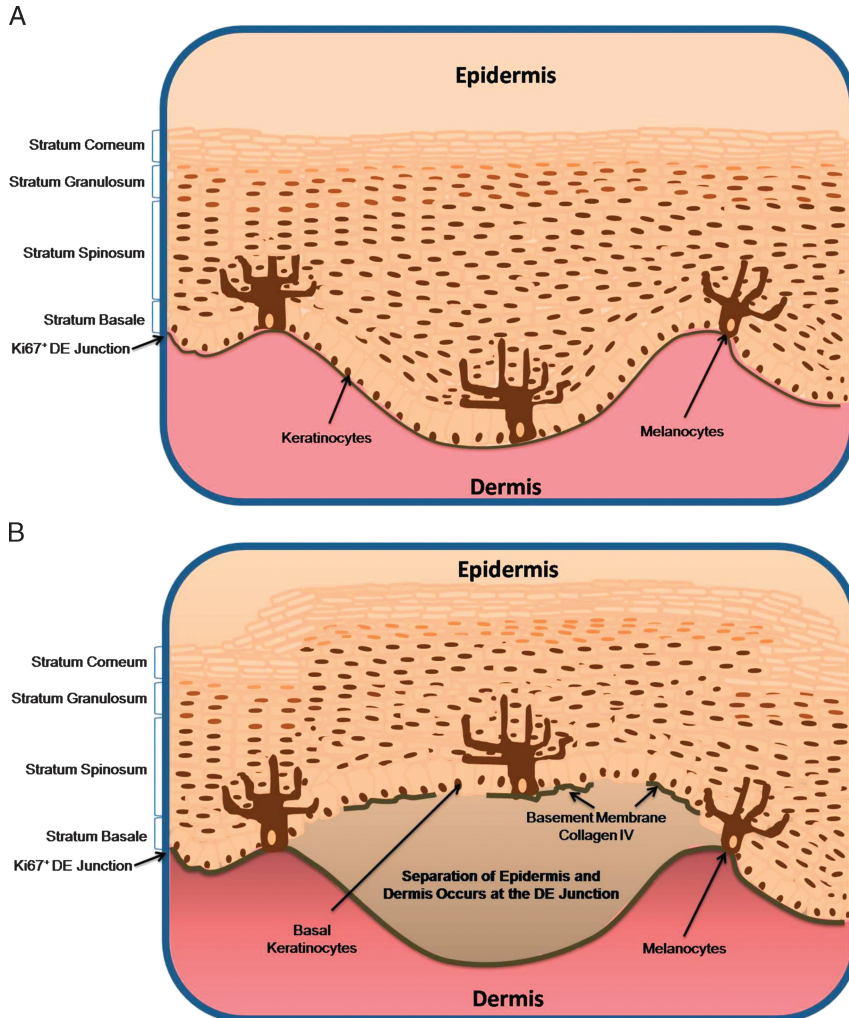 A
Epidermis
Stratum Corneum
Stratum Granulosum
Stratum Spinosum
Stratum Basale
Ki67+ DE Junction
Keratinocytes
Melanocytes
Dermis
B
Epidermis
Stratum Corneum
Stratum Granulosum
Stratum Spinosum
Basement Membrane
Collagen IV
Stratum Basale
Ki67+ DE Junction
Separation of Epidermis and
Dermis Occurs at the DE Junction
Basal
Keratinocytes
Melanocytes
Dermis